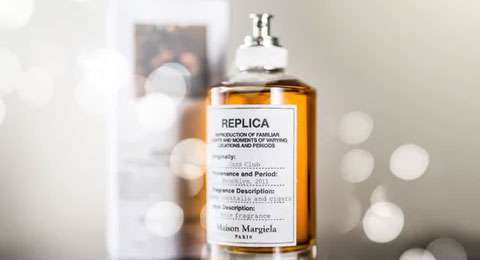 REPLICA
REPRODUCTION OF FAMILIAR
SCENTS AND MOMENTS OF VARYING
LOCATIONS AND PERIODS
Originally:
Jazz Club
Provenance and Period:
Brooklyn, 2013
Fragrance Description:
Heady cocktails and cigars
Style Description:
Male fragrance
Maison Margiela
PARIS